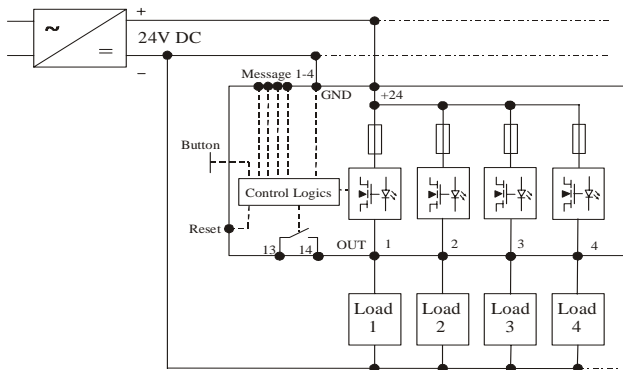 +
~
=
24V DC
−
Message 1-4
GND
+24
Button
Control Logics
Reset
13
14
OUT
1
2
3
4
Load
1
Load
2
Load
3
Load
4